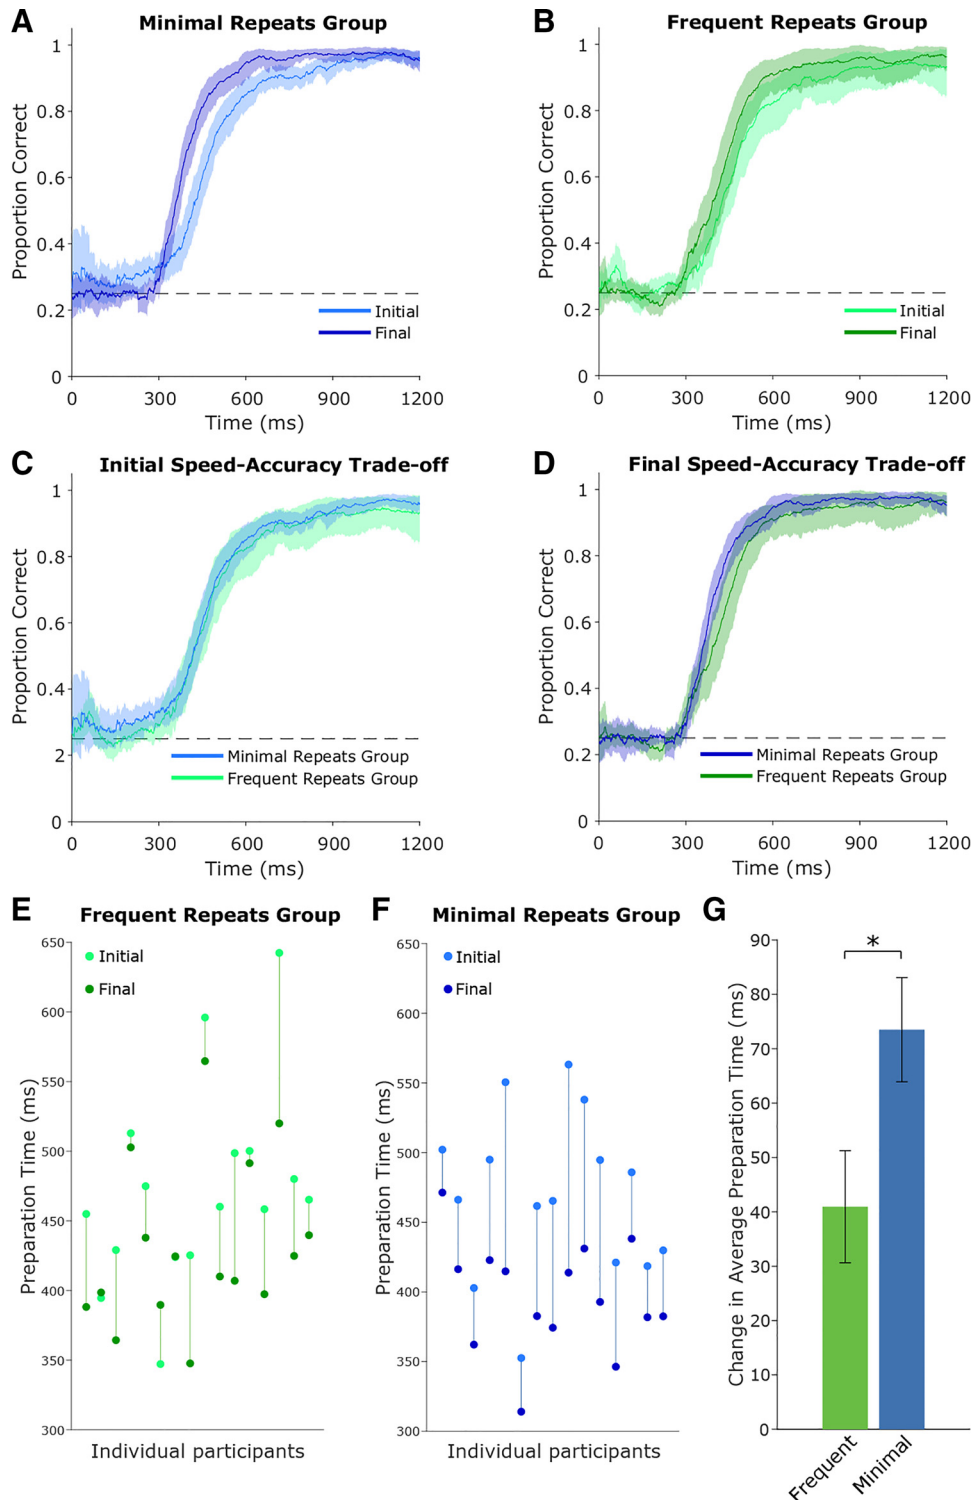 A
Minimal Repeats Group
Proportion Correct
1
0.8
0.6
0.4
0.2
0
0
300
600
900
1200
Time (ms)
Initial
Final
B
Frequent Repeats Group
Proportion Correct
1
0.8
0.6
0.4
0.2
0
0
300
600
900
1200
Time (ms)
Initial
Final
C
Initial Speed-Accuracy Trade-off
Proportion Correct
1
0.8
0.6
0.4
2
0
0
300
600
900
1200
Time (ms)
Minimal Repeats Group
Frequent Repeats Group
D
Final Speed-Accuracy Trade-off
Proportion Correct
1
0.8
0.6
0.4
0.2
0
0
300
600
900
1200
Time (ms)
Minimal Repeats Group
Frequent Repeats Group
E
Frequent Repeats Group
Preparation Time (ms)
650
600
550
500
450
400
350
300
Initial
Final
Individual participants
F
Minimal Repeats Group
Preparation Time (ms)
650
600
550
500
450
400
350
300
Initial
Final
Individual participants
G
Change in Average Preparation Time (ms)
90
80
70
60
50
40
30
20
10
0
*
Frequent
Minimal